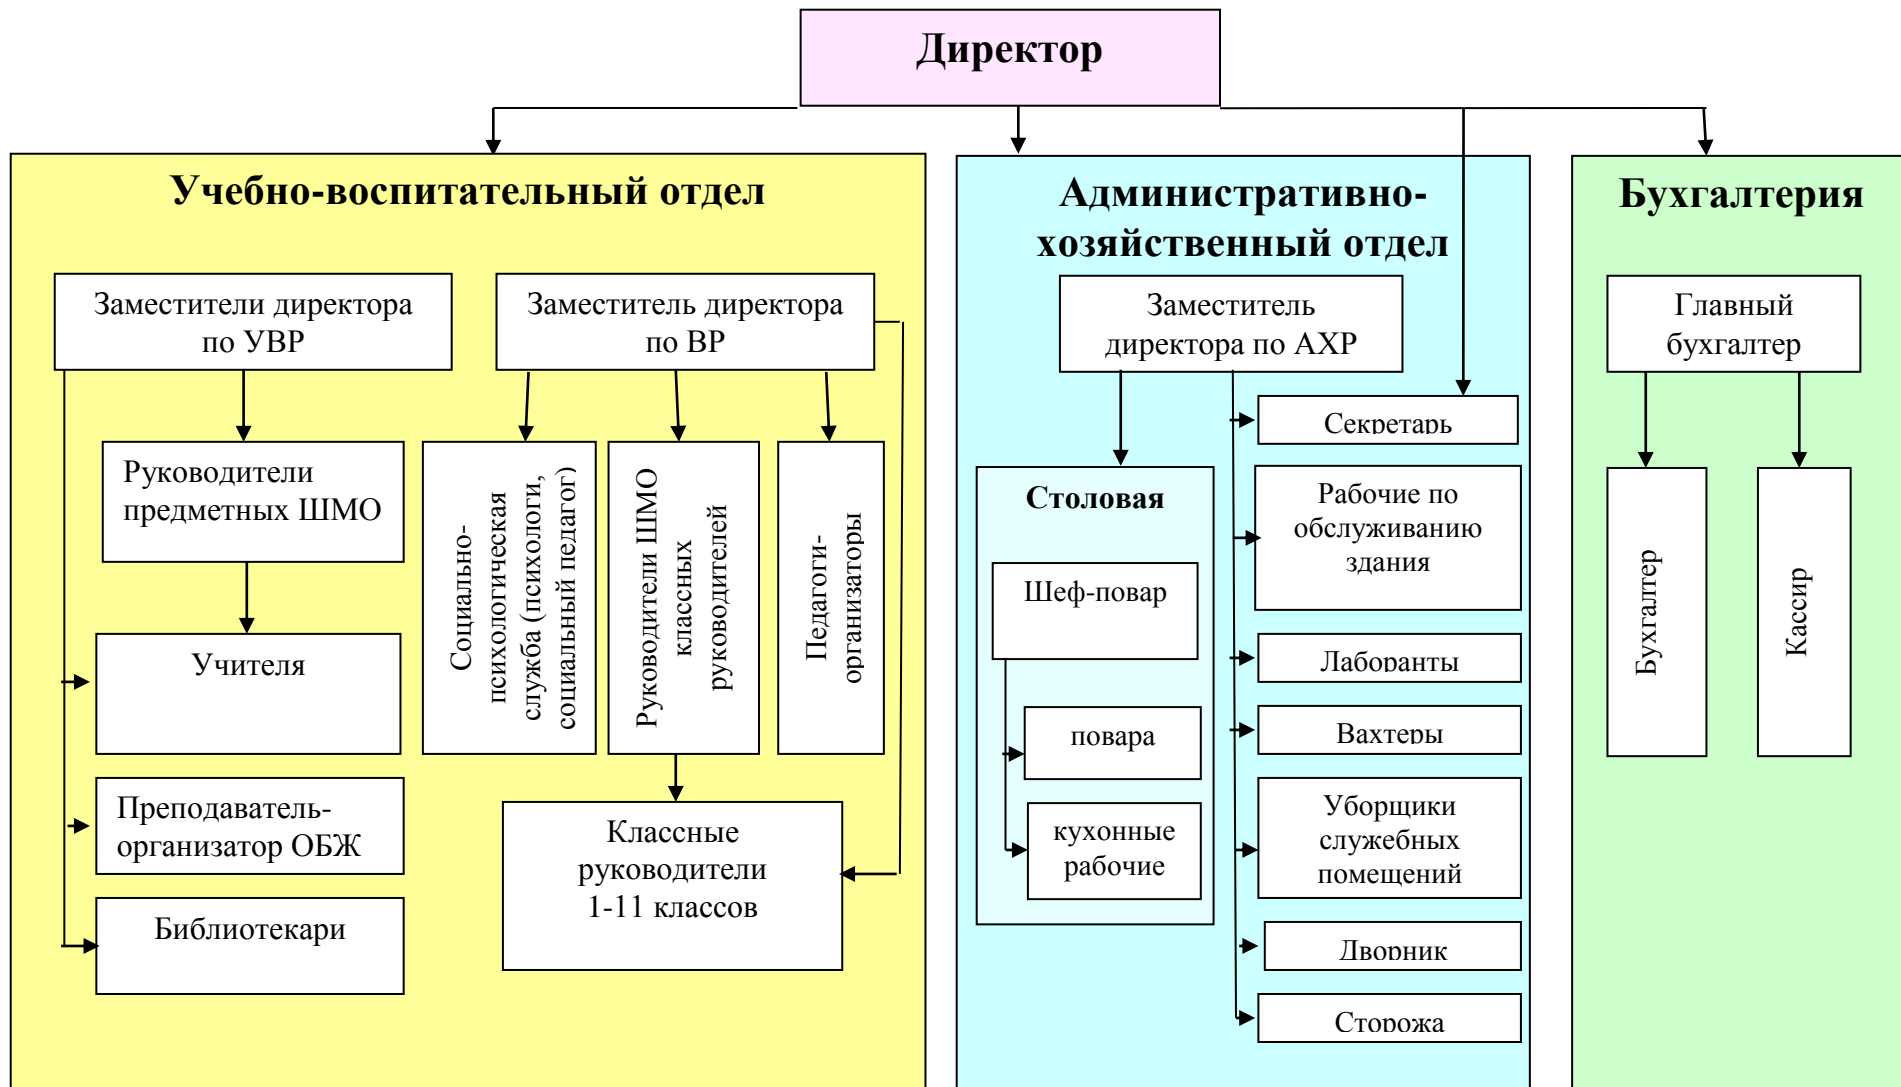 Директор
Учебно-воспитательный отдел
Заместители директора
по УВР
Заместитель директора
по ВР
Руководители
предметных ШМО
Учителя
Преподаватель-
организатор ОБЖ
Библиотекари
Социально-
психологическая
служба (психологи,
социальный педагог)
Руководители ШМО
классных
руководителей
Педагоги-
организаторы
Классные
руководители
1-11 классов
Административно-
хозяйственный отдел
Заместитель
директора по АХР
Столовая
Шеф-повар
повара
кухонные
рабочие
Секретарь
Рабочие по
обслуживанию
здания
Лаборанты
Вахтеры
Уборщики
служебных
помещений
Дворник
Сторожа
Бухгалтерия
Главный
бухгалтер
Бухгалтер
Кассир